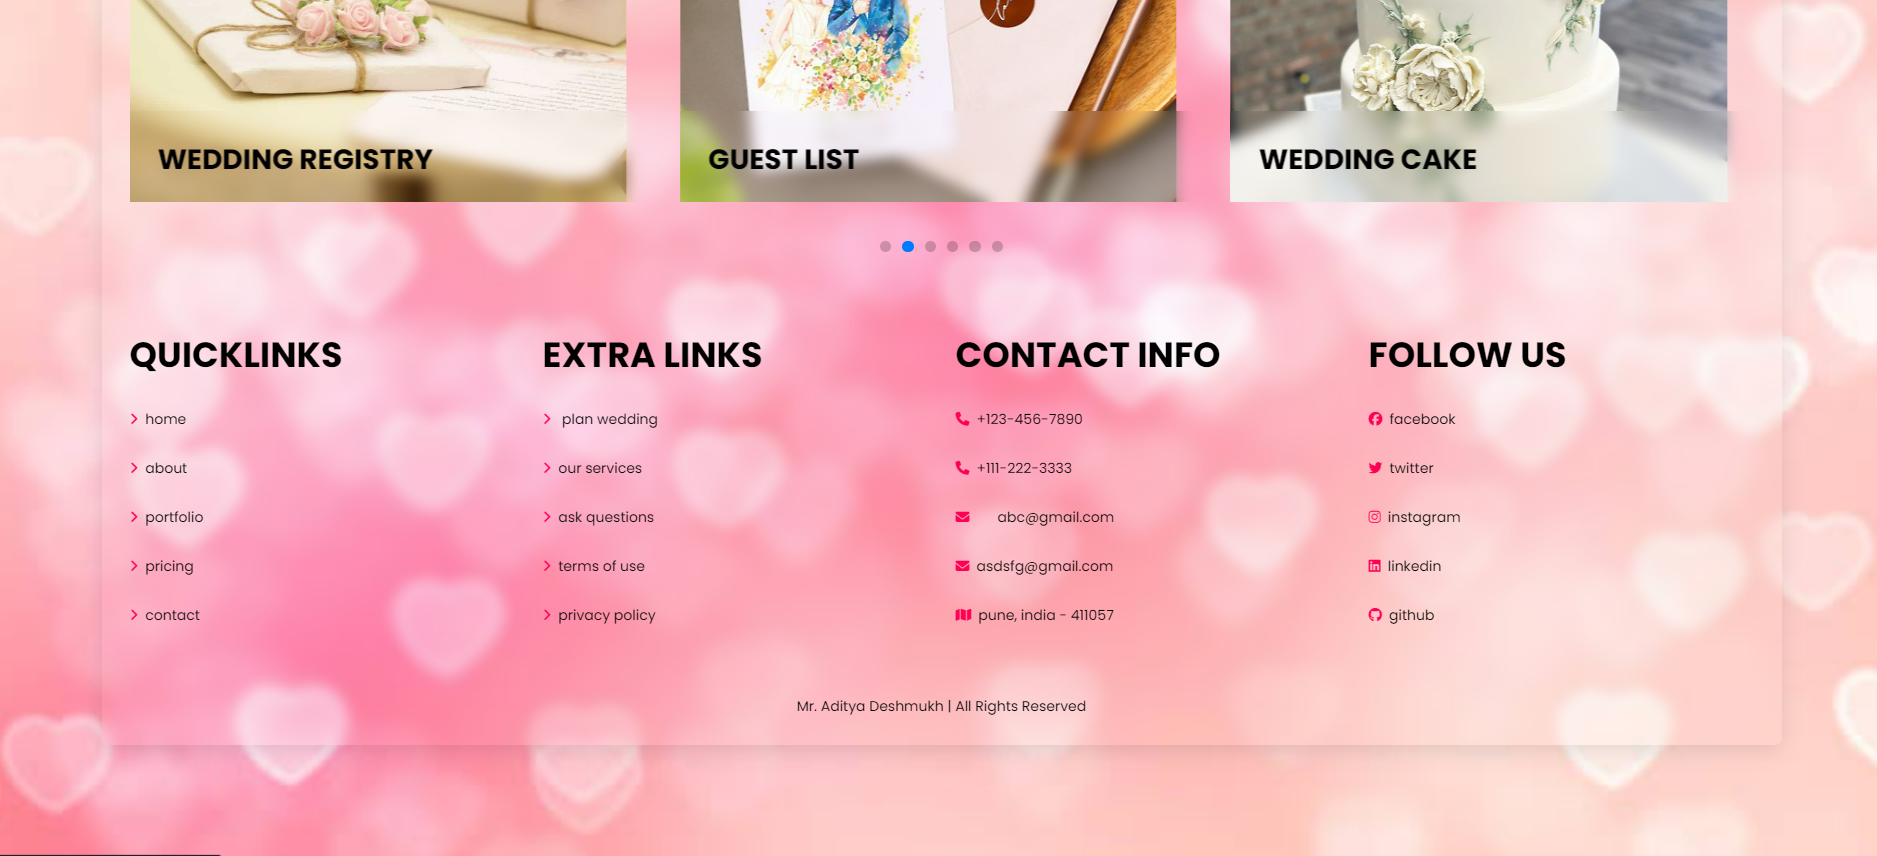 WEDDING REGISTRY
GUEST LIST
WEDDING CAKE
QUICKLINKS
home
about
portfolio
pricing
contact
EXTRA LINKS
plan wedding
our services
ask questions
terms of use
privacy policy
CONTACT INFO
+123-456-7890
+111-222-3333
abc@gmail.com
asdsfg@gmail.com
pune, india - 411057
FOLLOW US
facebook
twitter
instagram
linkedin
github
Mr. Aditya Deshmukh | All Rights Reserved